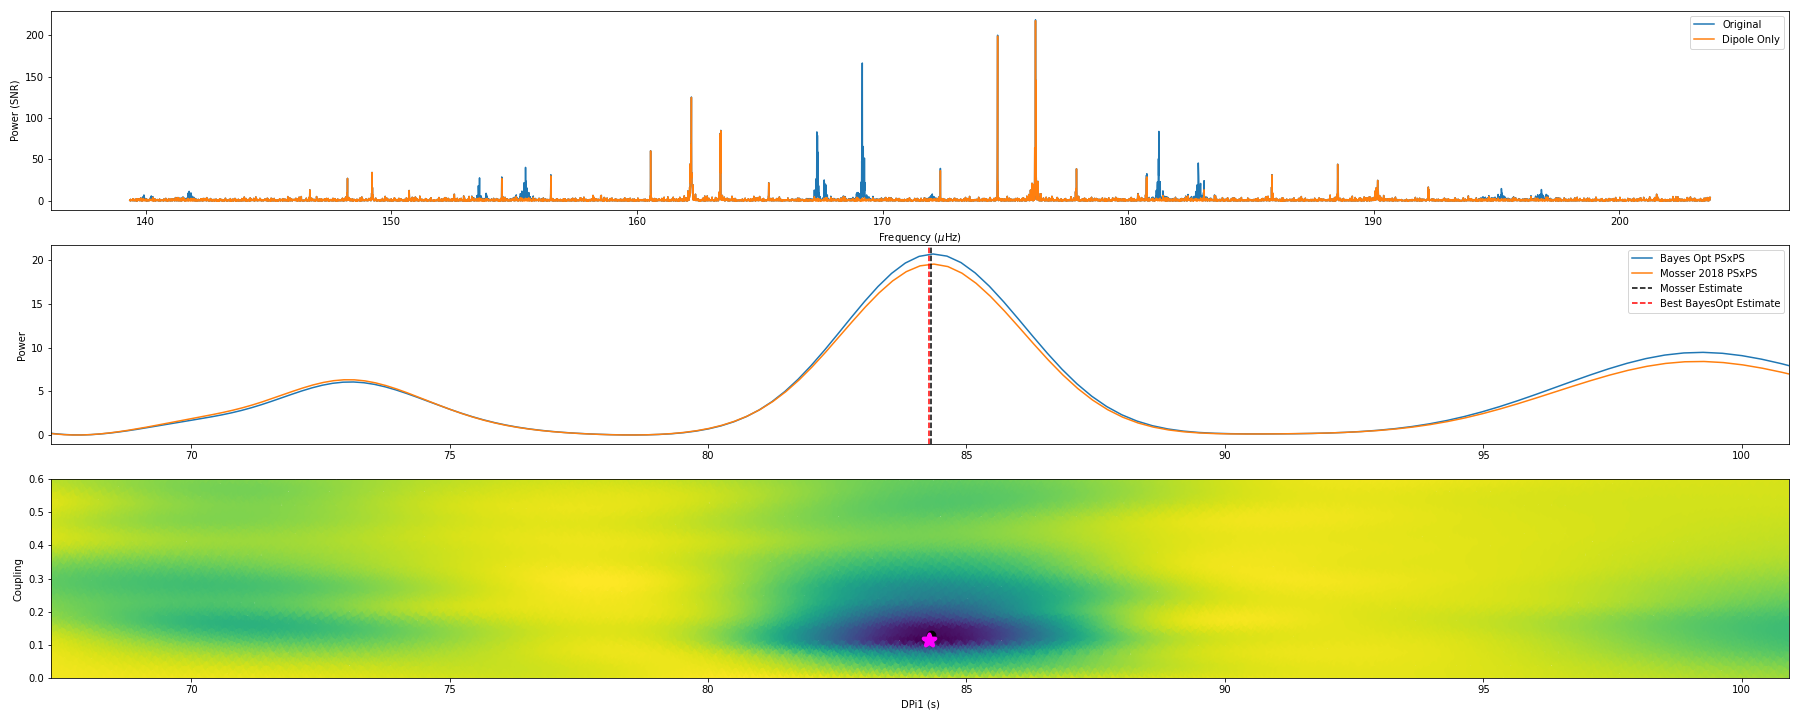 Power (SNR)
200
150
100
50
0
Original
Dipole Only
140 150 160 170 180 190 200
Frequency (μHz)
Power
20
15
10
5
0
Bayes Opt PSxPS
Mosser 2018 PSxPS
Mosser Estimate
Best BayesOpt Estimate
70 75 80 85 90 95 100
Coupling
0.6
0.5
0.4
0.3
0.2
0.1
0.0
70 75 80 85 90 95 100
DPi1 (s)